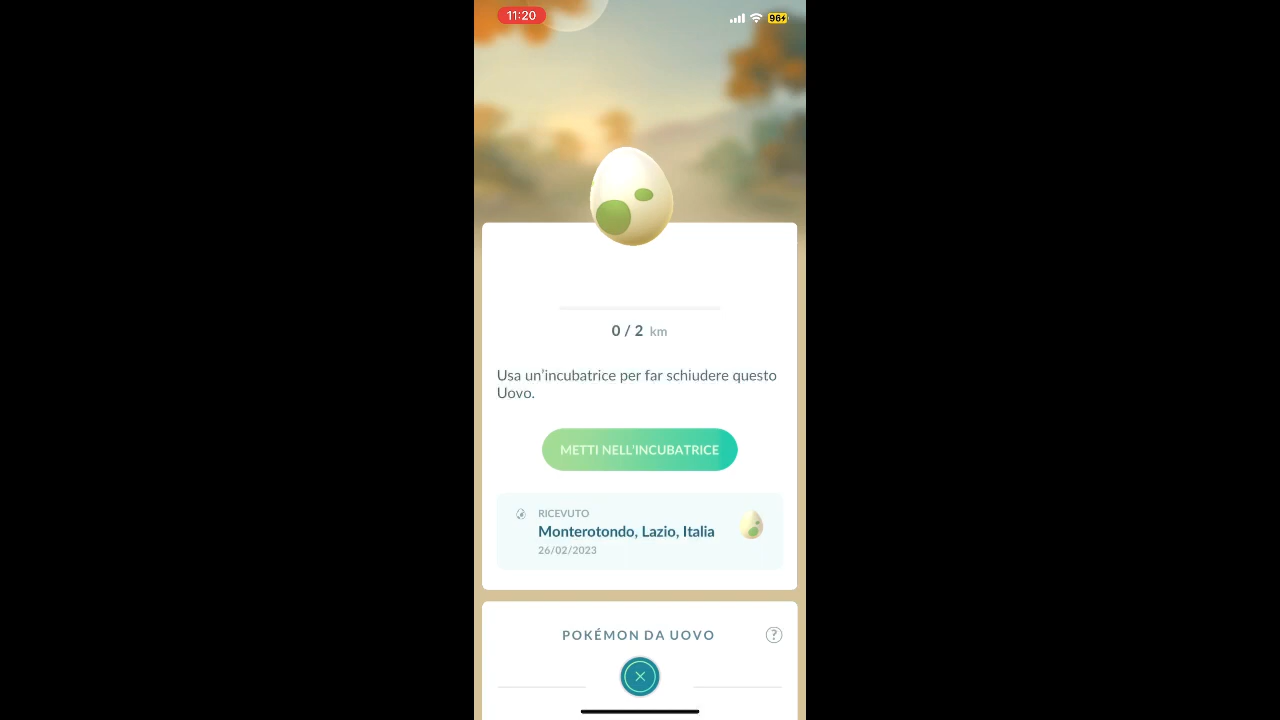 11:20
96
0 / 2 km
Usa un'incubatrice per far schiudere questo
Uovo.
METTI NELL'INCUBATRICE
RICEVUTO
Monterotondo, Lazio, Italia
26/02/2023
POKÉMON DA UOVO
?